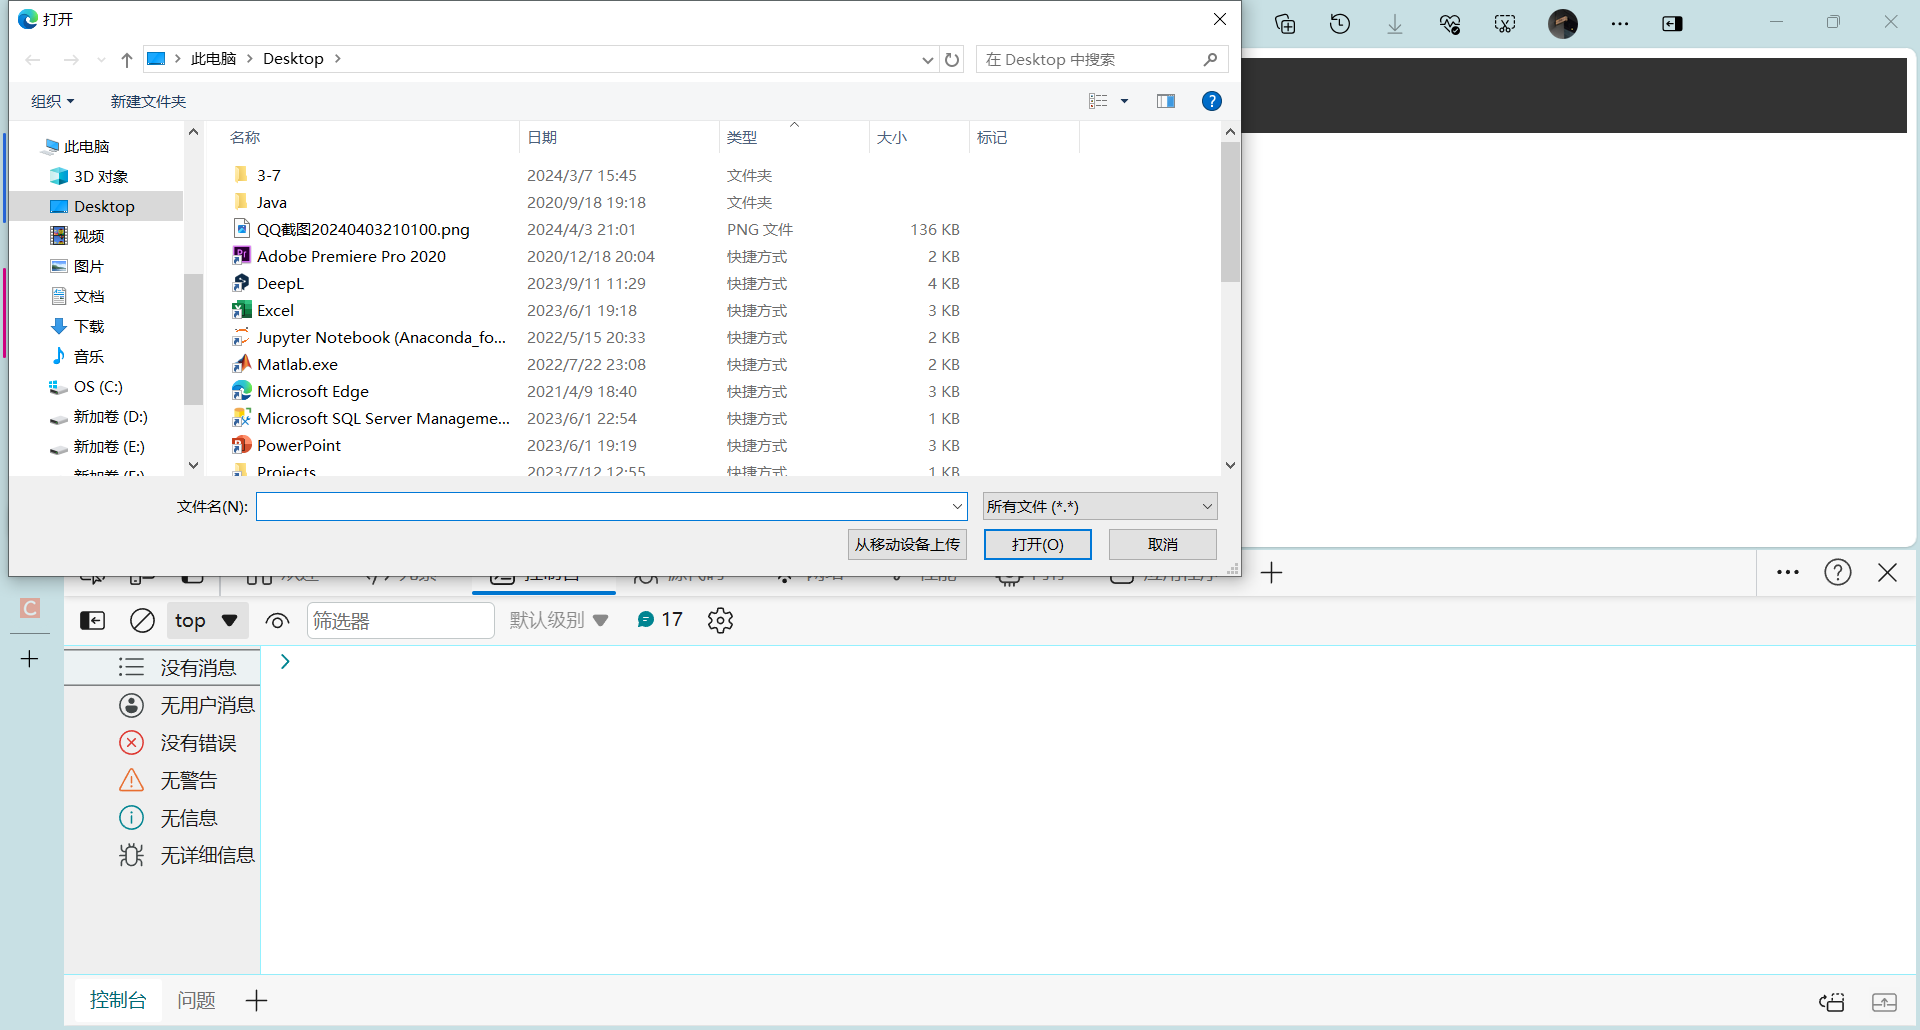 打开
此电脑 Desktop
在 Desktop 中搜索
组织 新建文件夹
此电脑
3D 对象
Desktop
视频
图片
文档
下载
音乐
OS (C:)
新加卷 (D:)
新加卷 (E:)
名称 日期 类型 大小 标记
3-7 2024/3/7 15:45 文件夹
Java 2020/9/18 19:18 文件夹
QQ截图20240403210100.png 2024/4/3 21:01 PNG 文件 136 KB
Adobe Premiere Pro 2020 2020/12/18 20:04 快捷方式 2 KB
DeepL 2023/9/11 11:29 快捷方式 4 KB
Excel 2023/6/1 19:18 快捷方式 3 KB
Jupyter Notebook (Anaconda_fo... 2022/5/15 20:33 快捷方式 2 KB
Matlab.exe 2022/7/22 23:08 快捷方式 2 KB
Microsoft Edge 2021/4/9 18:40 快捷方式 3 KB
Microsoft SQL Server Manageme... 2023/6/1 22:54 快捷方式 1 KB
PowerPoint 2023/6/1 19:19 快捷方式 3 KB
Projects 2023/7/12 12:55 快捷方式 1 KB
文件名(N): 所有文件 (*.*)
从移动设备上传 打开(O) 取消
C
top 筛选器 默认级别 17
没有消息
无用户消息
没有错误
无警告
无信息
无详细信息
控制台 问题